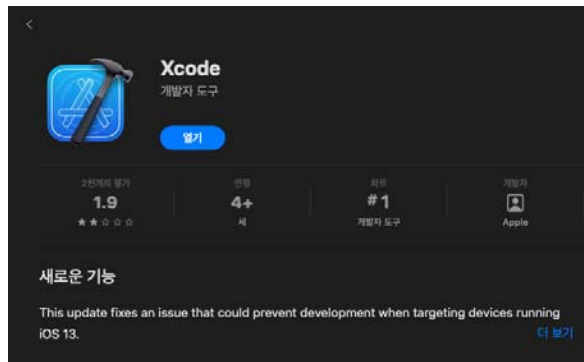 Xcode
개발자 도구
열기
2천개의 평가
연령
차트
개발자
1.9
4+
#1
세
개발자 도구
Apple
새로운 기능
This update fixes an issue that could prevent development when targeting devices running
iOS 13.
더 보기